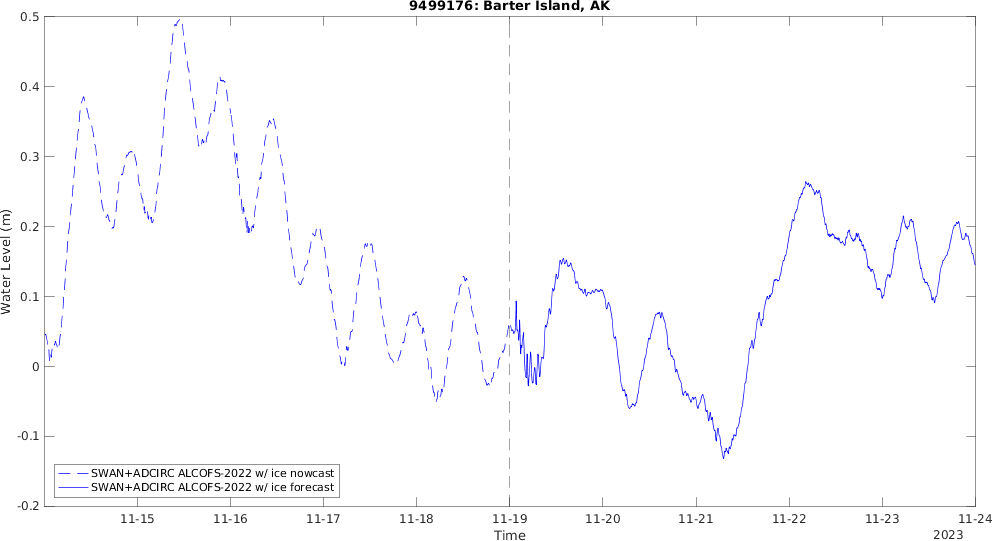 9499176: Barter Island, AK
0.5
0.4
0.3
0.2
0.1
0
-0.1
-0.2
Water Level (m)
SWAN+ADCIRC ALCOFS-2022 w/ ice nowcast
SWAN+ADCIRC ALCOFS-2022 w/ ice forecast
11-15 11-16 11-17 11-18 11-19 11-20 11-21 11-22 11-23 11-24
Time
2023